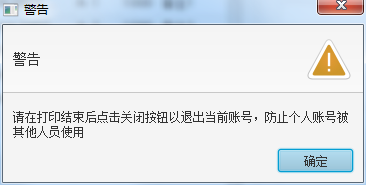 警告
警告
请在打印结束后点击关闭按钮以退出当前账号，防止个人账号被
其他人员使用
确定